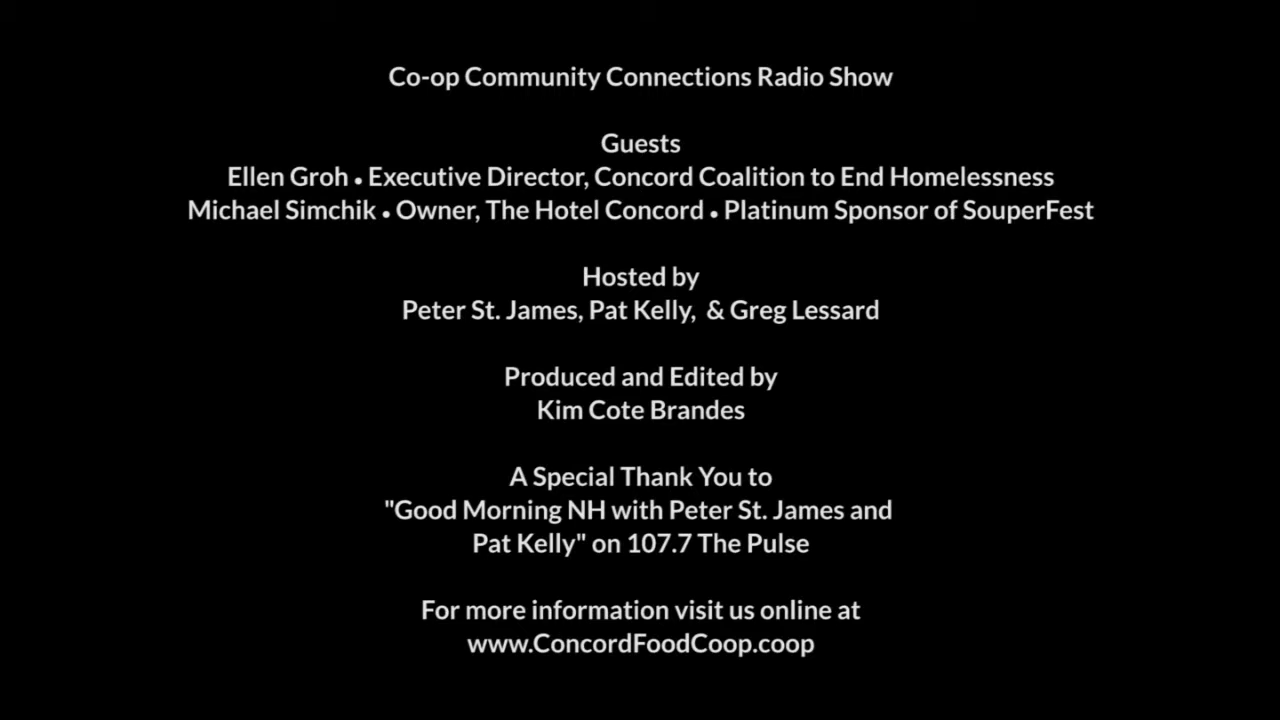 Co-op Community Connections Radio Show
Guests
Ellen Groh • Executive Director, Concord Coalition to End Homelessness
Michael Simchik • Owner, The Hotel Concord • Platinum Sponsor of SouperFest
Hosted by
Peter St. James, Pat Kelly,  & Greg Lessard
Produced and Edited by
Kim Cote Brandes
A Special Thank You to
"Good Morning NH with Peter St. James and
Pat Kelly" on 107.7 The Pulse
For more information visit us online at
www.ConcordFoodCoop.coop